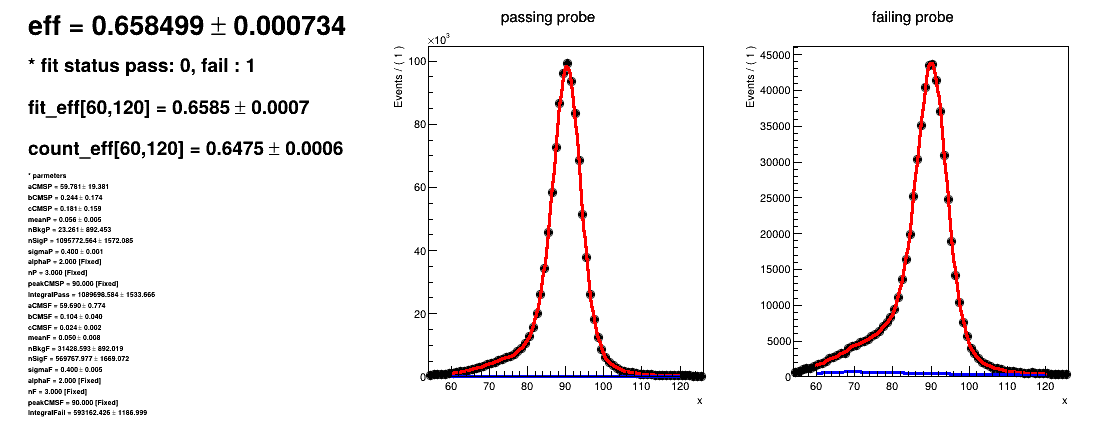 eff = 0.658499 ± 0.000734
* fit status pass: 0, fail : 1
fit_eff[60,120] = 0.6585 ± 0.0007
count_eff[60,120] = 0.6475 ± 0.0006
* parmeters
aCMSP = 59.781± 19.381
bCMSP = 0.244± 0.174
cCMSP = 0.181± 0.159
meanP = 0.056 ± 0.005
nBkgP = 23.261± 892.453
nSigP = 1095772.564± 1572.085
sigmaP = 0.400 ± 0.001
alphaP = 2.000 [Fixed]
nP = 3.000 [Fixed]
peakCMSP = 90.000 [Fixed]
integralPass = 1089698.584± 1533.666
aCMSF = 59.690± 0.774
bCMSF = 0.104± 0.040
cCMSF = 0.024± 0.002
meanF = 0.050 ± 0.008
nBkgF = 31428.593± 892.019
nSigF = 569767.977± 1669.072
sigmaF = 0.400± 0.005
alphaF = 2.000 [Fixed]
nF = 3.000 [Fixed]
peakCMSF = 90.000 [Fixed]
integralFail = 593162.426± 1186.999
passing probe
×10³
Events / ( 1 )
100
80
60
40
20
0
60 70 80 90 100 110 120
x
failing probe
Events / ( 1 )
45000
40000
35000
30000
25000
20000
15000
10000
5000
0
60 70 80 90 100 110 120
x